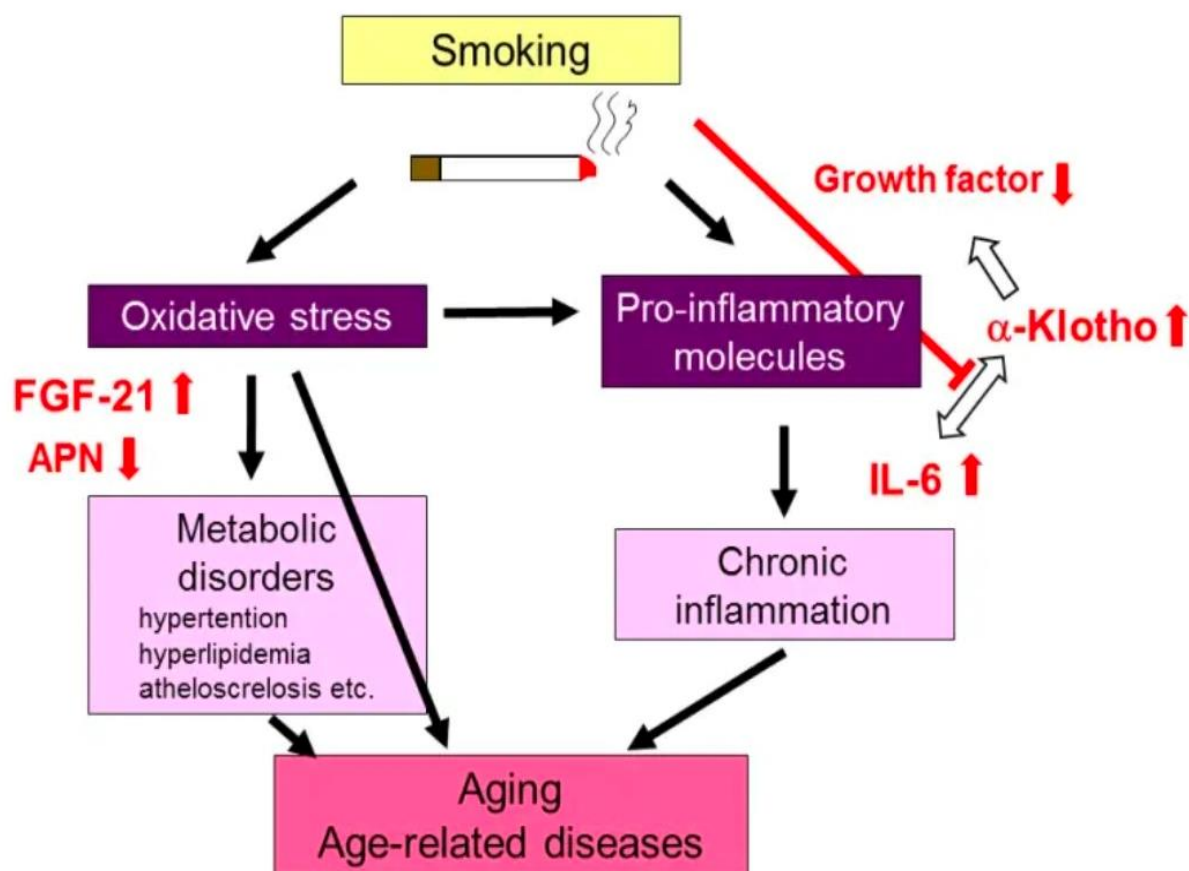 Smoking
Growth factor
Oxidative stress
Pro-inflammatory
molecules
α-Klotho
FGF-21
APN
IL-6
Metabolic
disorders
hypertention
hyperlipidemia
atheloscrelosis etc.
Chronic
inflammation
Aging
Age-related diseases